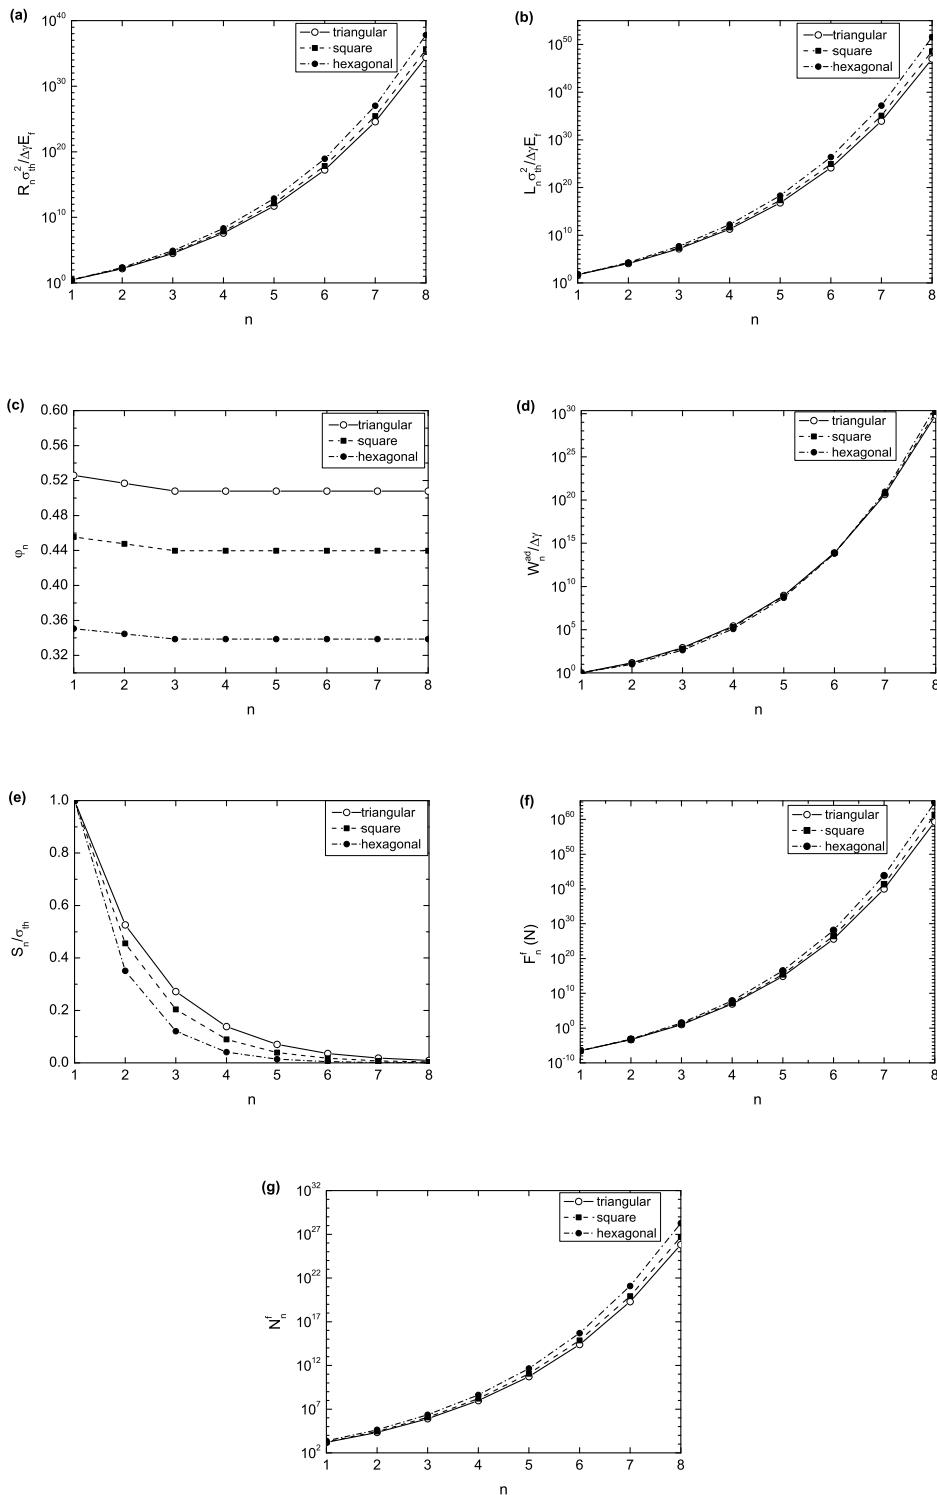 (a)
10^40
10^30
10^20
10^10
10^0
R_n σ_th^2/ΔγE_f
triangular
square
hexagonal
1 2 3 4 5 6 7 8
n
(b)
10^50
10^40
10^30
10^20
10^10
10^0
L_n σ_th^2/ΔγE_f
triangular
square
hexagonal
1 2 3 4 5 6 7 8
n
(c)
0.60
0.56
0.52
0.48
0.44
0.40
0.36
0.32
φ_n
triangular
square
hexagonal
1 2 3 4 5 6 7 8
n
(d)
10^30
10^25
10^20
10^15
10^10
10^5
10^0
W_n^ad/Δγ
triangular
square
hexagonal
1 2 3 4 5 6 7 8
n
(e)
1.0
0.8
0.6
0.4
0.2
0.0
S_n/σ_th
triangular
square
hexagonal
1 2 3 4 5 6 7 8
n
(f)
10^60
10^40
10^30
10^20
10^10
10^0
10^-10
F_n^f (N)
triangular
square
hexagonal
1 2 3 4 5 6 7 8
n
(g)
10^32
10^27
10^22
10^17
10^12
10^7
10^2
N_n^f
triangular
square
hexagonal
1 2 3 4 5 6 7 8
n